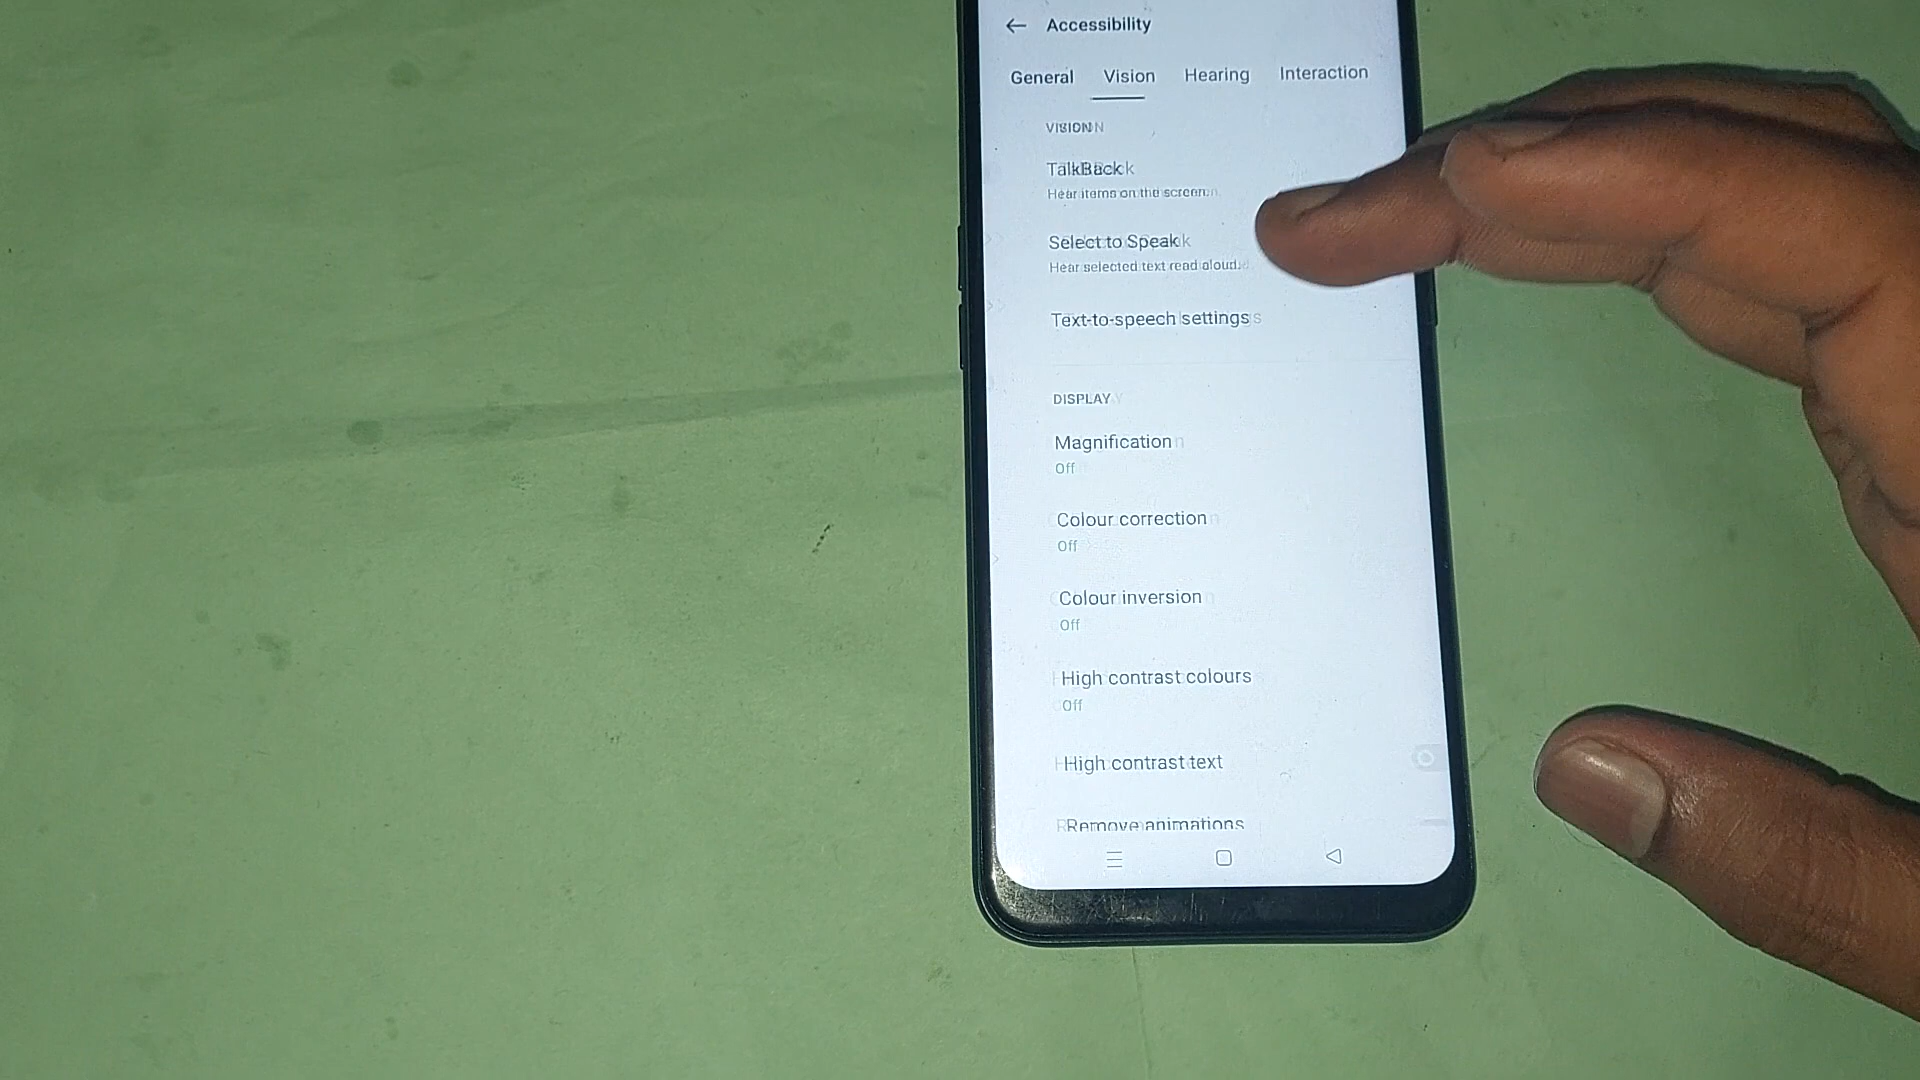 Accessibility
General Vision Hearing Interaction
VISION
TalkBack
Hear items on the screen.
Select to Speak
Hear selected text read aloud.
Text-to-speech settings
DISPLAY
Magnification
Off
Colour correction
Off
Colour inversion
Off
High contrast colours
Off
High contrast text
Remove animations